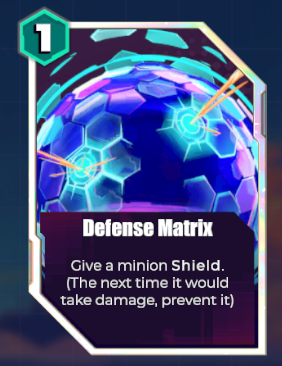 1
Defense Matrix
Give a minion Shield.
(The next time it would
take damage, prevent it)